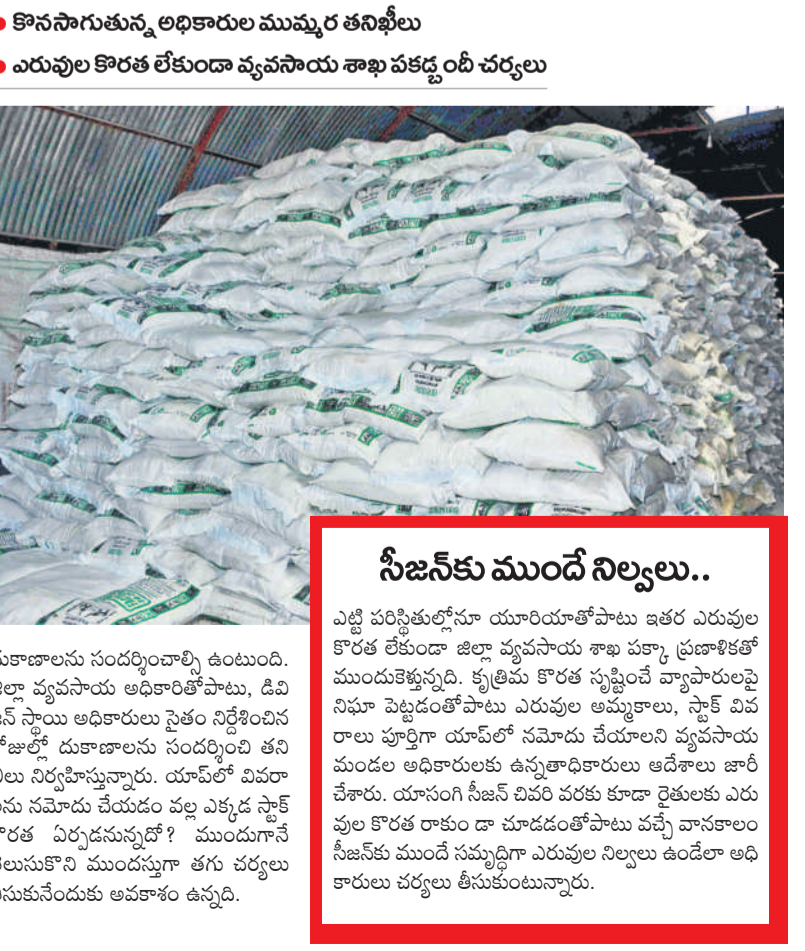 కొనసాగుతున్న అధికారుల ముమ్మర తనిఖీలు
ఎరువుల కొరత లేకుండా వ్యవసాయ శాఖ పకడ్బందీ చర్యలు
దుకాణాలను సందర్శించాల్సి ఉంటుంది.
జిల్లా వ్యవసాయ అధికారితోపాటు, డివి
జన్ స్థాయి అధికారులు సైతం నిర్దేశించిన
రోజుల్లో దుకాణాలను సందర్శించి తని
ఖీలు నిర్వహిస్తున్నారు. యాప్‌లో వివరా
లను నమోదు చేయడం వల్ల ఎక్కడ స్టాక్
కొరత ఏర్పడనున్నదో? ముందుగానే
తెలుసుకొని ముందస్తుగా తగు చర్యలు
తీసుకునేందుకు అవకాశం ఉన్నది.
సీజన్‌కు ముందే నిల్వలు..
ఎట్టి పరిస్థితుల్లోనూ యూరియాతోపాటు ఇతర ఎరువుల
కొరత లేకుండా జిల్లా వ్యవసాయ శాఖ పక్కా ప్రణాళికతో
ముందుకెళ్తున్నది. కృత్రిమ కొరత సృష్టించే వ్యాపారులపై
నిఘా పెట్టడంతోపాటు ఎరువుల అమ్మకాలు, స్టాక్ వివ
రాలు పూర్తిగా యాప్‌లో నమోదు చేయాలని వ్యవసాయ
మండల అధికారులకు ఉన్నతాధికారులు ఆదేశాలు జారీ
చేశారు. యాసంగి సీజన్ చివరి వరకు కూడా రైతులకు ఎరు
వుల కొరత రాకుం డా చూడడంతోపాటు వచ్చే వానకాలం
సీజన్‌కు ముందే సమృద్ధిగా ఎరువుల నిల్వలు ఉండేలా అధి
కారులు చర్యలు తీసుకుంటున్నారు.